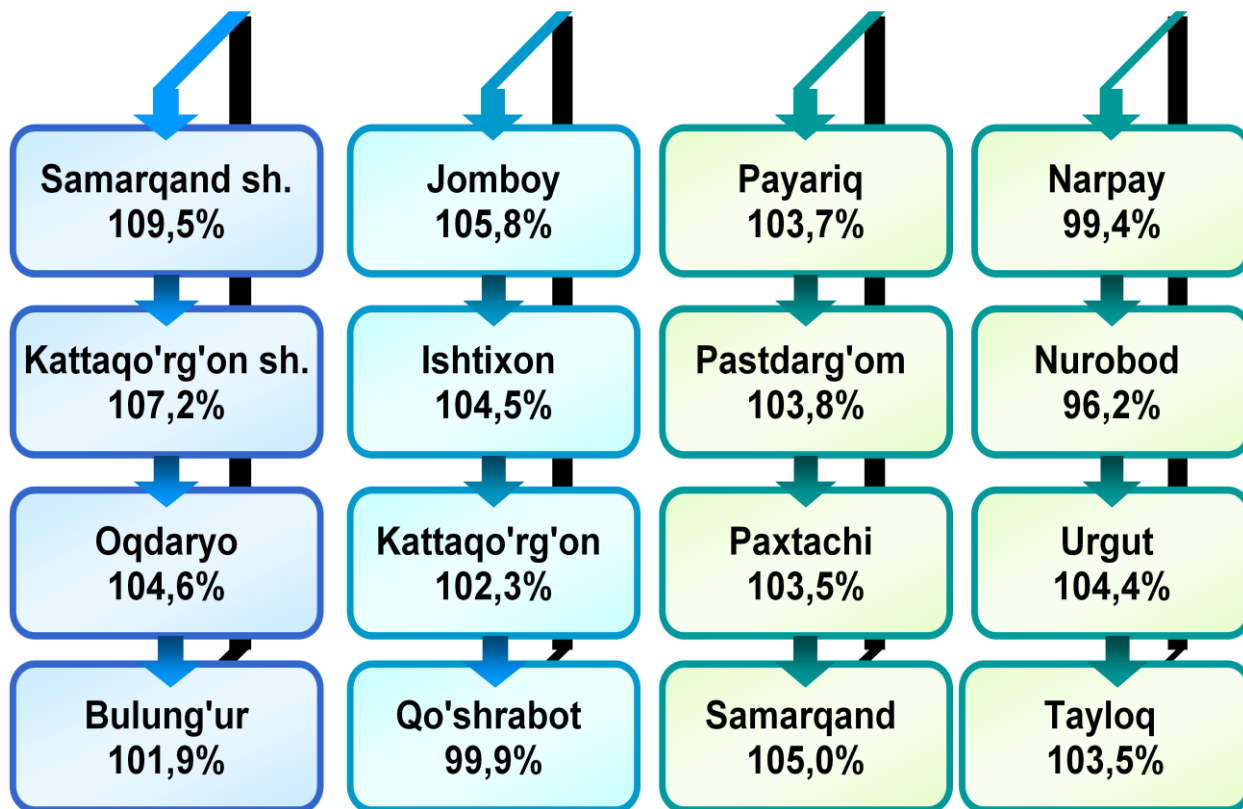 Samarqand sh.
109,5%
Kattaqo'rg'on sh.
107,2%
Oqdaryo
104,6%
Bulung'ur
101,9%
Jomboy
105,8%
Ishtixon
104,5%
Kattaqo'rg'on
102,3%
Qo'shrabot
99,9%
Payariq
103,7%
Pastdarg'om
103,8%
Paxtachi
103,5%
Samarqand
105,0%
Narpay
99,4%
Nurobod
96,2%
Urgut
104,4%
Tayloq
103,5%